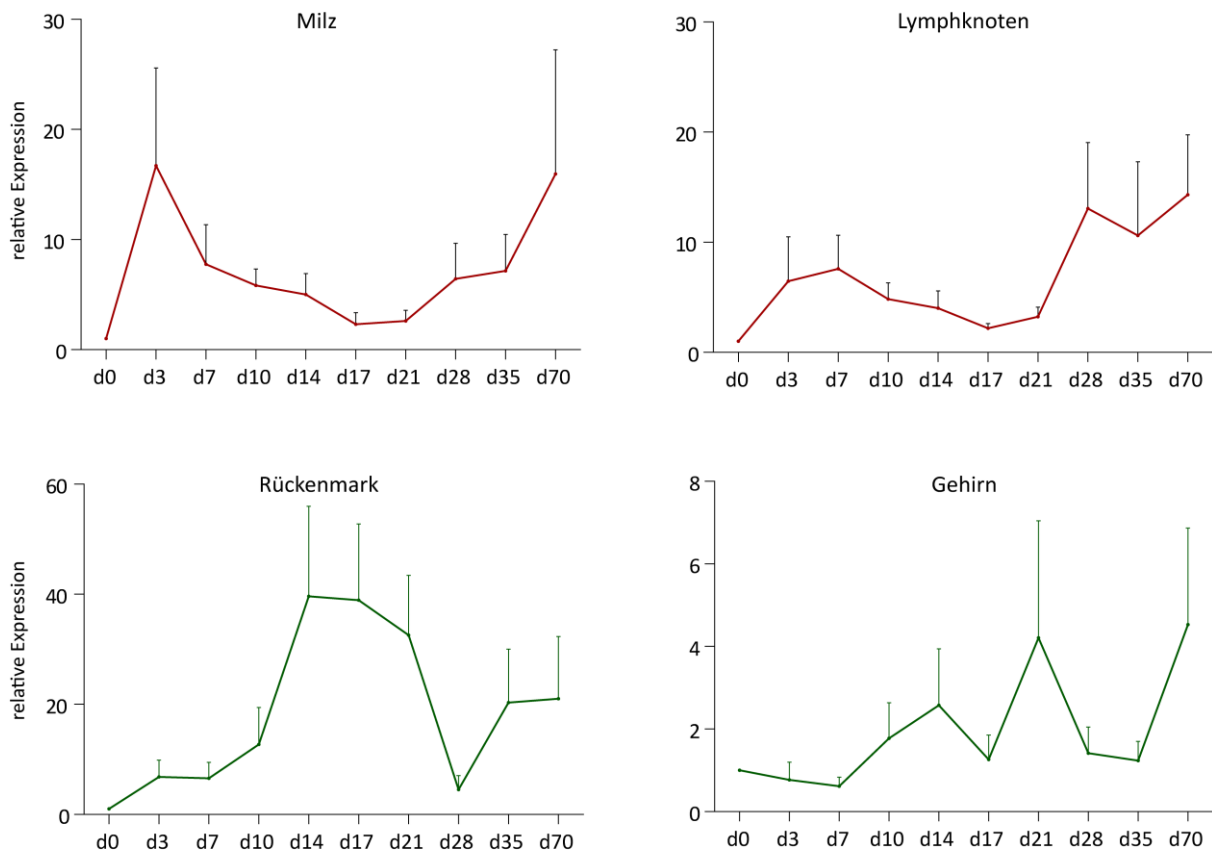 Milz
relative Expression
30
20
10
0
d0 d3 d7 d10 d14 d17 d21 d28 d35 d70
Lymphknoten
30
20
10
0
d0 d3 d7 d10 d14 d17 d21 d28 d35 d70
Rückenmark
relative Expression
60
40
20
0
d0 d3 d7 d10 d14 d17 d21 d28 d35 d70
Gehirn
8
6
4
2
0
d0 d3 d7 d10 d14 d17 d21 d28 d35 d70